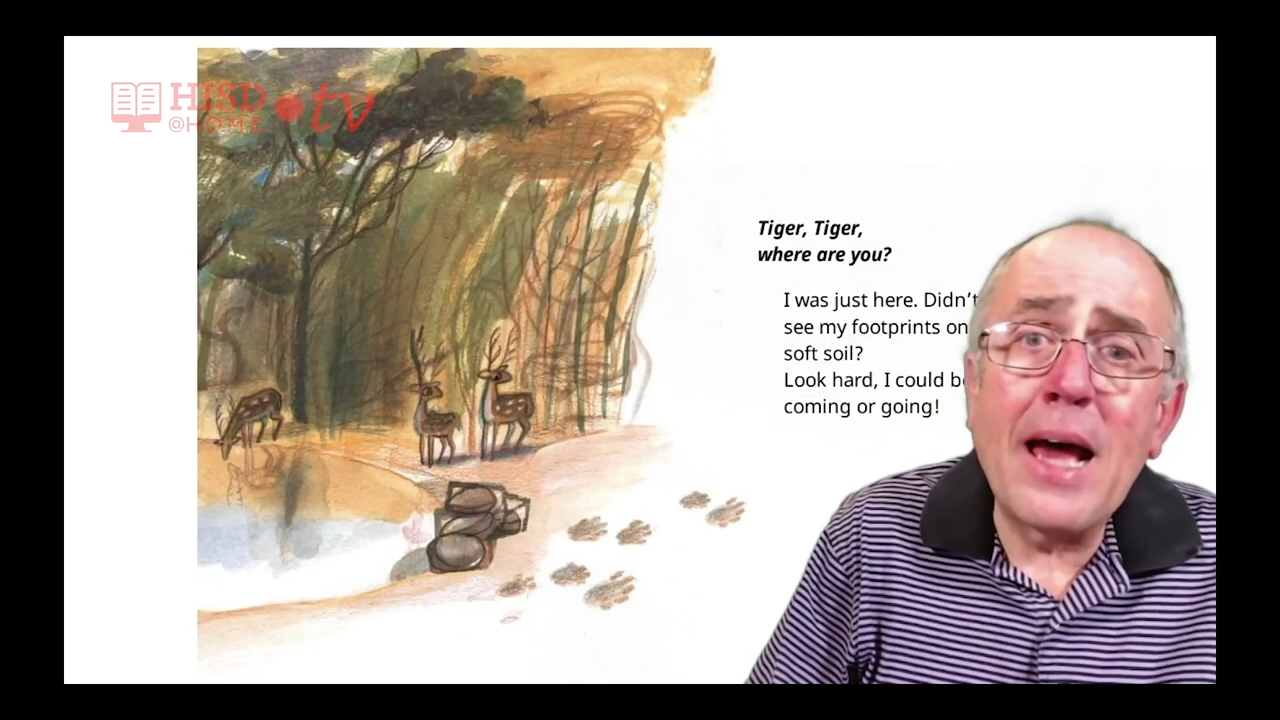 HISD
@HOME
tv
Tiger, Tiger,
where are you?
I was just here. Didn't
see my footprints on
soft soil?
Look hard, I could
coming or going!